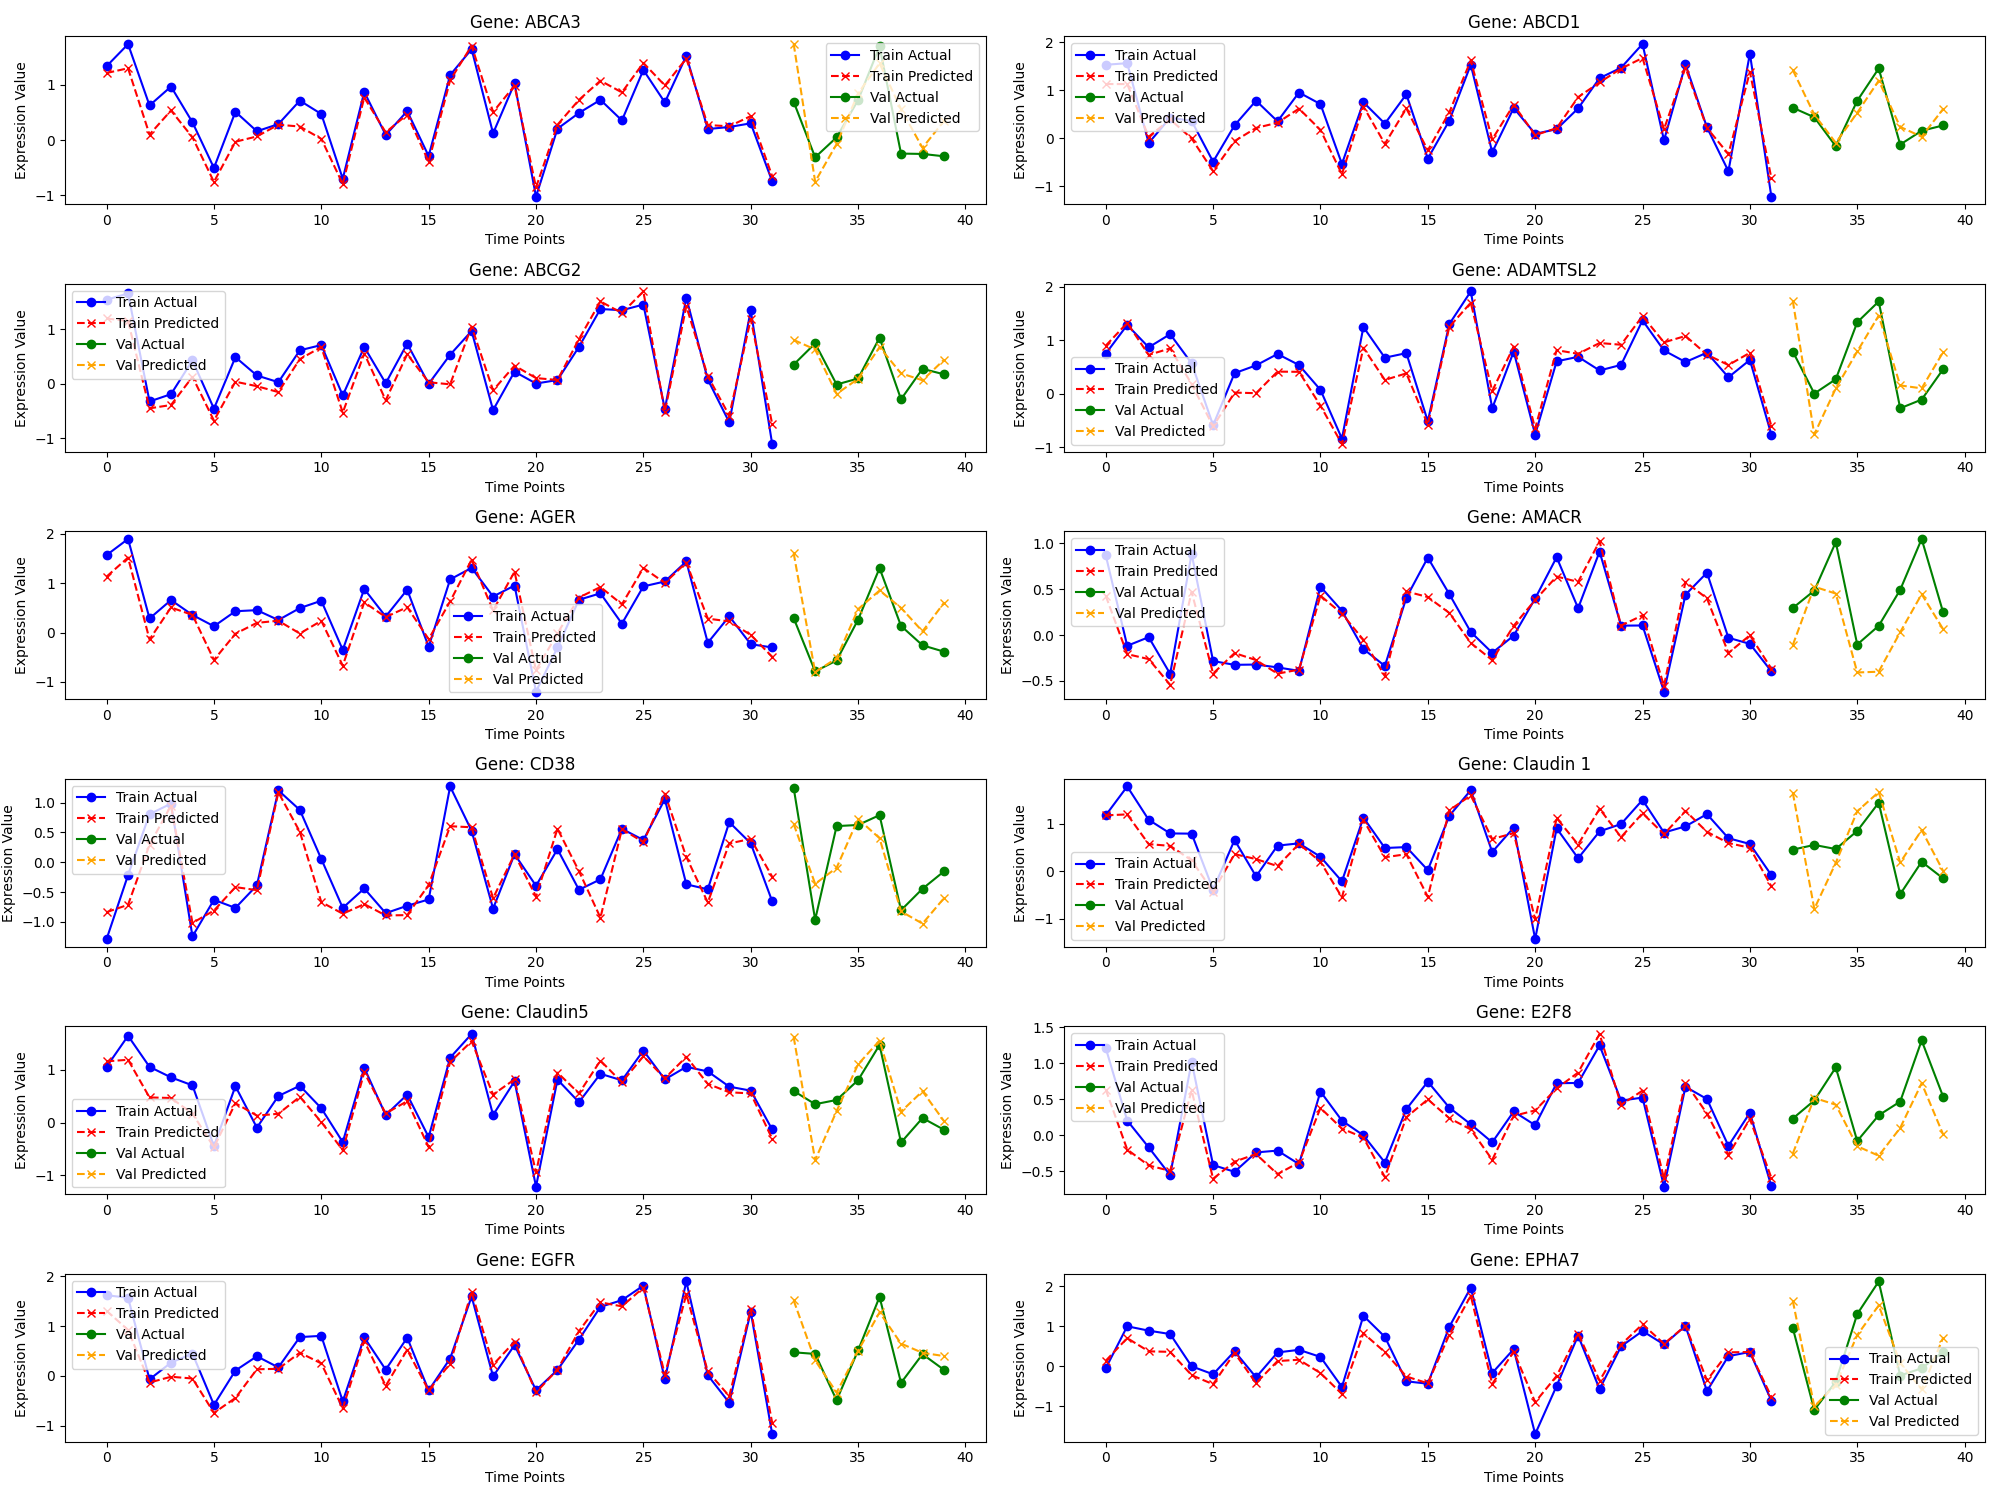 Gene: ABCA3
Expression Value
1
0
−1
Train Actual
Train Predicted
Val Actual
Val Predicted
0 5 10 15 20 25 30 35 40
Time Points
Gene: ABCD1
Expression Value
2
1
0
−1
Train Actual
Train Predicted
Val Actual
Val Predicted
0 5 10 15 20 25 30 35 40
Time Points
Gene: ABCG2
Expression Value
1
0
−1
Train Actual
Train Predicted
Val Actual
Val Predicted
0 5 10 15 20 25 30 35 40
Time Points
Gene: ADAMTSL2
Expression Value
2
1
0
−1
Train Actual
Train Predicted
Val Actual
Val Predicted
0 5 10 15 20 25 30 35 40
Time Points
Gene: AGER
Expression Value
2
1
0
−1
Train Actual
Train Predicted
Val Actual
Val Predicted
0 5 10 15 20 25 30 35 40
Time Points
Gene: AMACR
Expression Value
1.0
0.5
0.0
−0.5
Train Actual
Train Predicted
Val Actual
Val Predicted
0 5 10 15 20 25 30 35 40
Time Points
Gene: CD38
Expression Value
1.0
0.5
0.0
−0.5
−1.0
Train Actual
Train Predicted
Val Actual
Val Predicted
0 5 10 15 20 25 30 35 40
Time Points
Gene: Claudin 1
Expression Value
1
0
−1
Train Actual
Train Predicted
Val Actual
Val Predicted
0 5 10 15 20 25 30 35 40
Time Points
Gene: Claudin5
Expression Value
1
0
−1
Train Actual
Train Predicted
Val Actual
Val Predicted
0 5 10 15 20 25 30 35 40
Time Points
Gene: E2F8
Expression Value
1.5
1.0
0.5
0.0
−0.5
Train Actual
Train Predicted
Val Actual
Val Predicted
0 5 10 15 20 25 30 35 40
Time Points
Gene: EGFR
Expression Value
2
1
0
−1
Train Actual
Train Predicted
Val Actual
Val Predicted
0 5 10 15 20 25 30 35 40
Time Points
Gene: EPHA7
Expression Value
2
1
0
−1
Train Actual
Train Predicted
Val Actual
Val Predicted
0 5 10 15 20 25 30 35 40
Time Points